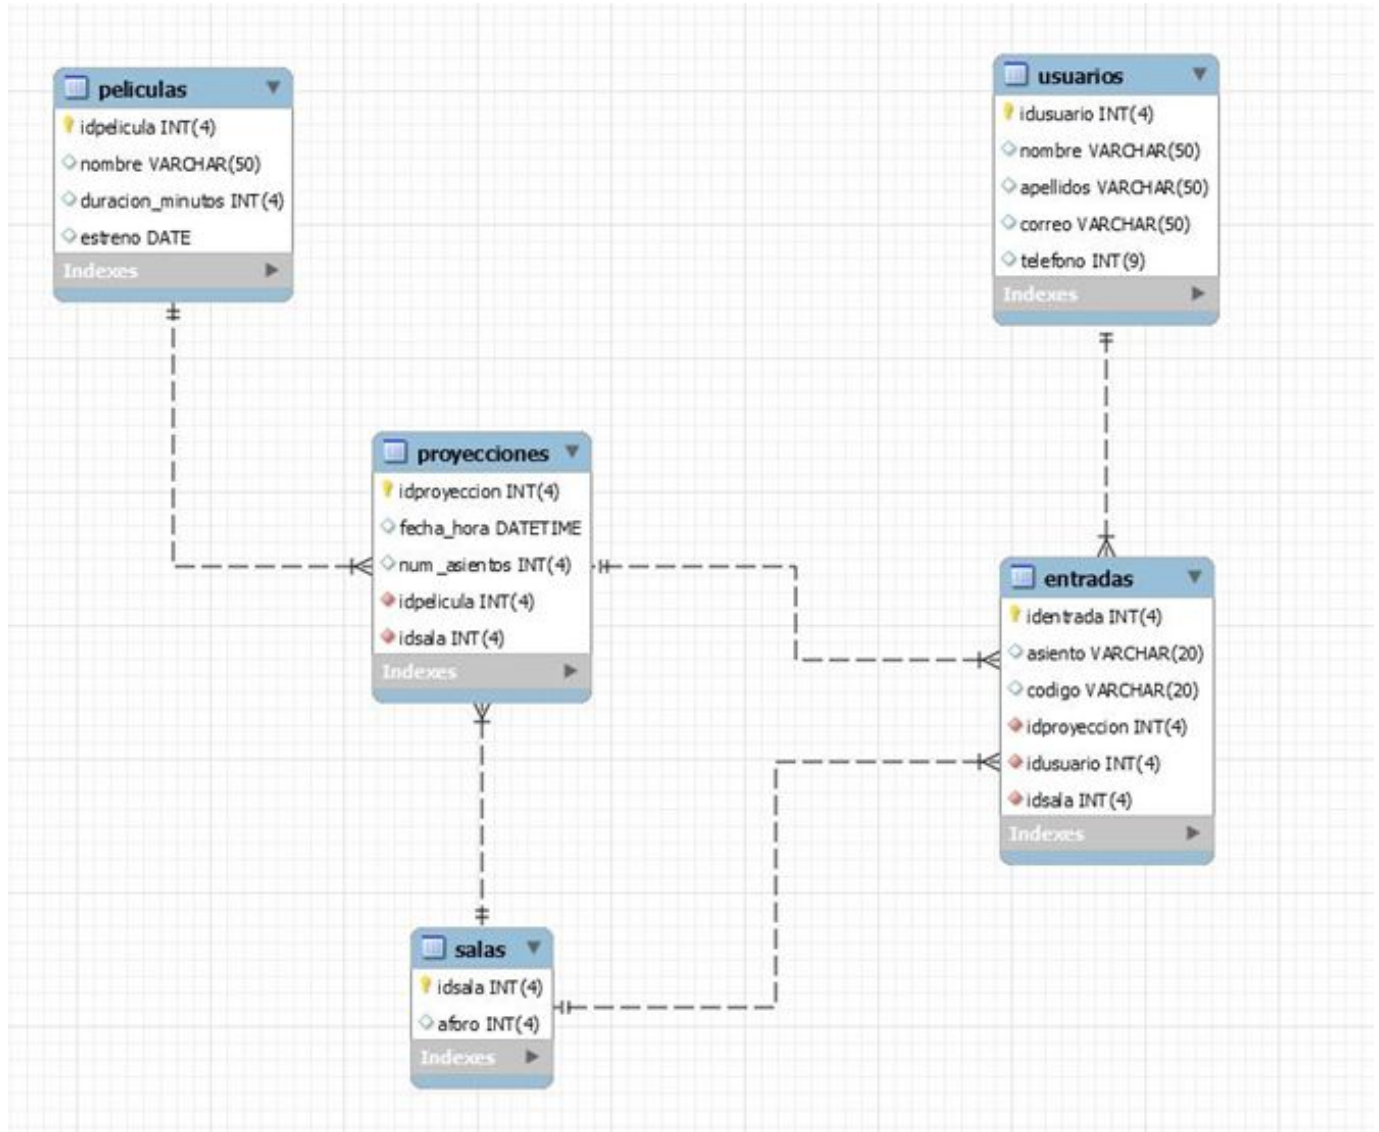 peliculas
idpelicula INT(4)
nombre VARCHAR(50)
duracion_minutos INT(4)
estreno DATE
Indexes
usuarios
idusuario INT(4)
nombre VARCHAR(50)
apellidos VARCHAR(50)
correo VARCHAR(50)
telefono INT(9)
Indexes
proyecciones
idproyeccion INT(4)
fecha_hora DATETIME
num_asientos INT(4)
idpelicula INT(4)
idsala INT(4)
Indexes
entradas
identrada INT(4)
asiento VARCHAR(20)
codigo VARCHAR(20)
idproyeccion INT(4)
idusuario INT(4)
idsala INT(4)
Indexes
salas
idsala INT(4)
aforo INT(4)
Indexes